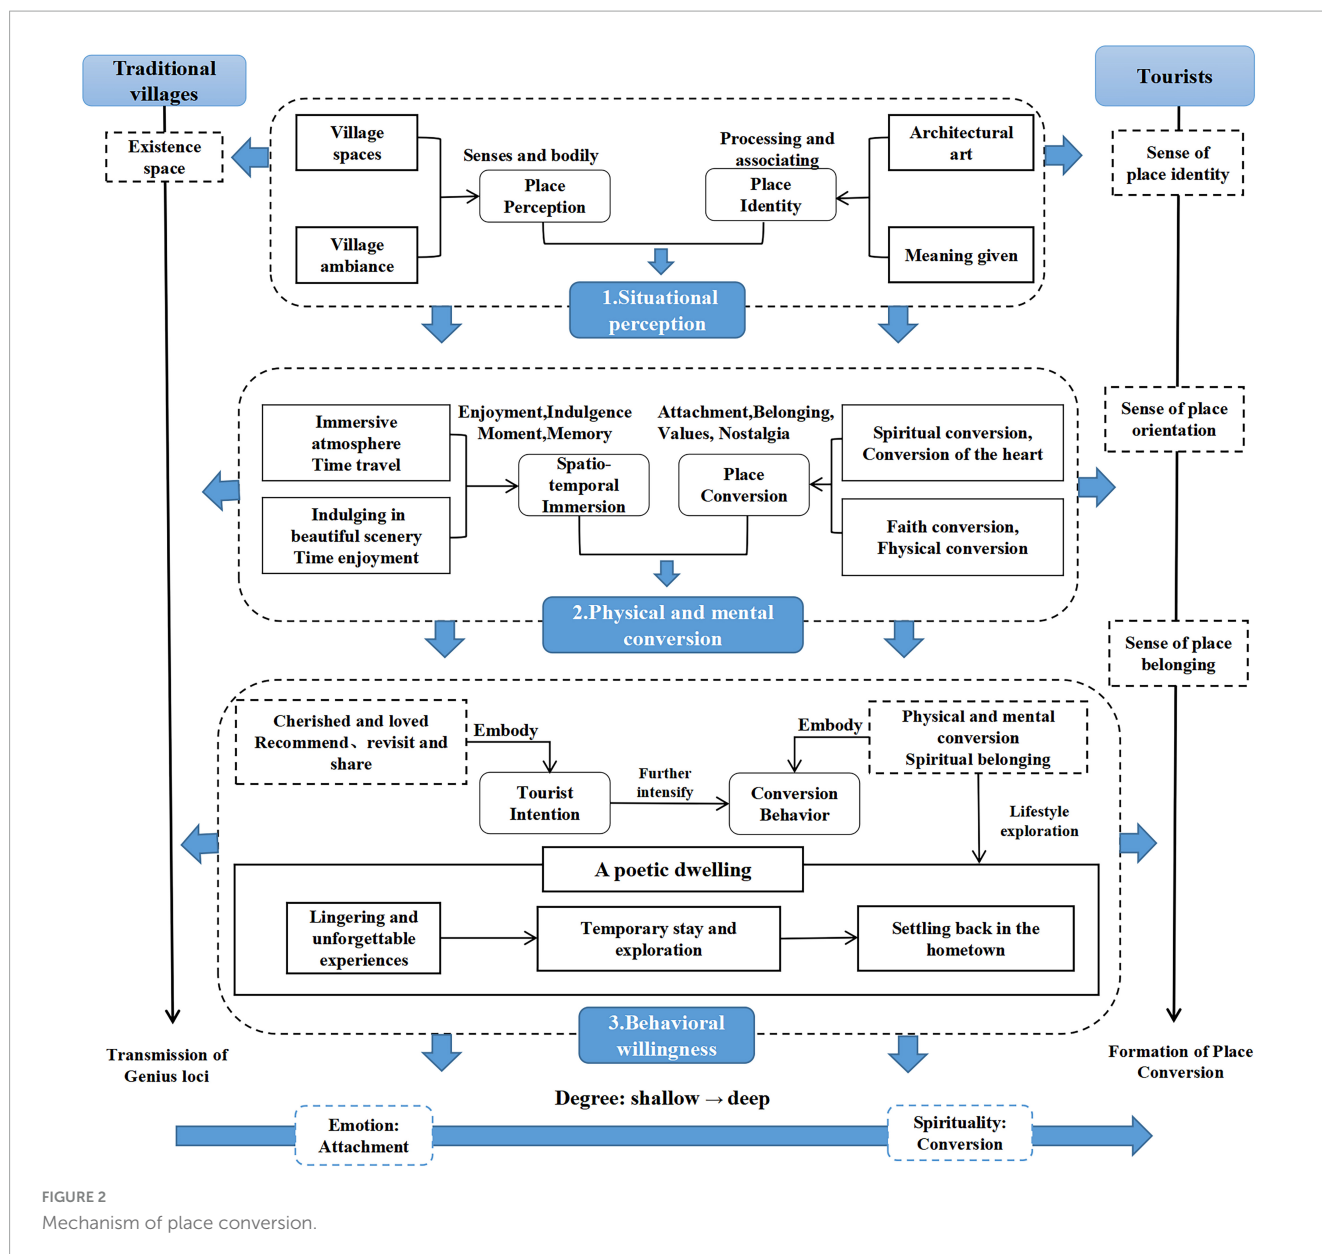 Traditional
villages
Tourists
Existence
space
Village
spaces
Village
ambiance
Senses and bodily
Place
Perception
Processing and
associating
Place
Identity
Architectural
art
Meaning given
Sense of
place identity
1.Situational
perception
Immersive
atmosphere
Time travel
Indulging in
beautiful scenery
Time enjoyment
Enjoyment,Indulgence
Moment,Memory
Spatio-
temporal
Immersion
Attachment,Belonging,
Values, Nostalgia
Place
Conversion
Spiritual conversion,
Conversion of the heart
Faith conversion,
Fhysical conversion
Sense of place
orientation
2.Physical and mental
conversion
Sense of place
belonging
Cherished and loved
Recommend、revisit and
share
Embody
Tourist
Intention
Further
intensify
Embody
Conversion
Behavior
Physical and mental
conversion
Spiritual belonging
Lifestyle
exploration
A poetic dwelling
Lingering and
unforgettable
experiences
Temporary stay and
exploration
Settling back in the
hometown
3.Behavioral
willingness
Transmission of
Genius loci
Formation of Place
Conversion
Degree: shallow → deep
Emotion:
Attachment
Spirituality:
Conversion
FIGURE 2
Mechanism of place conversion.